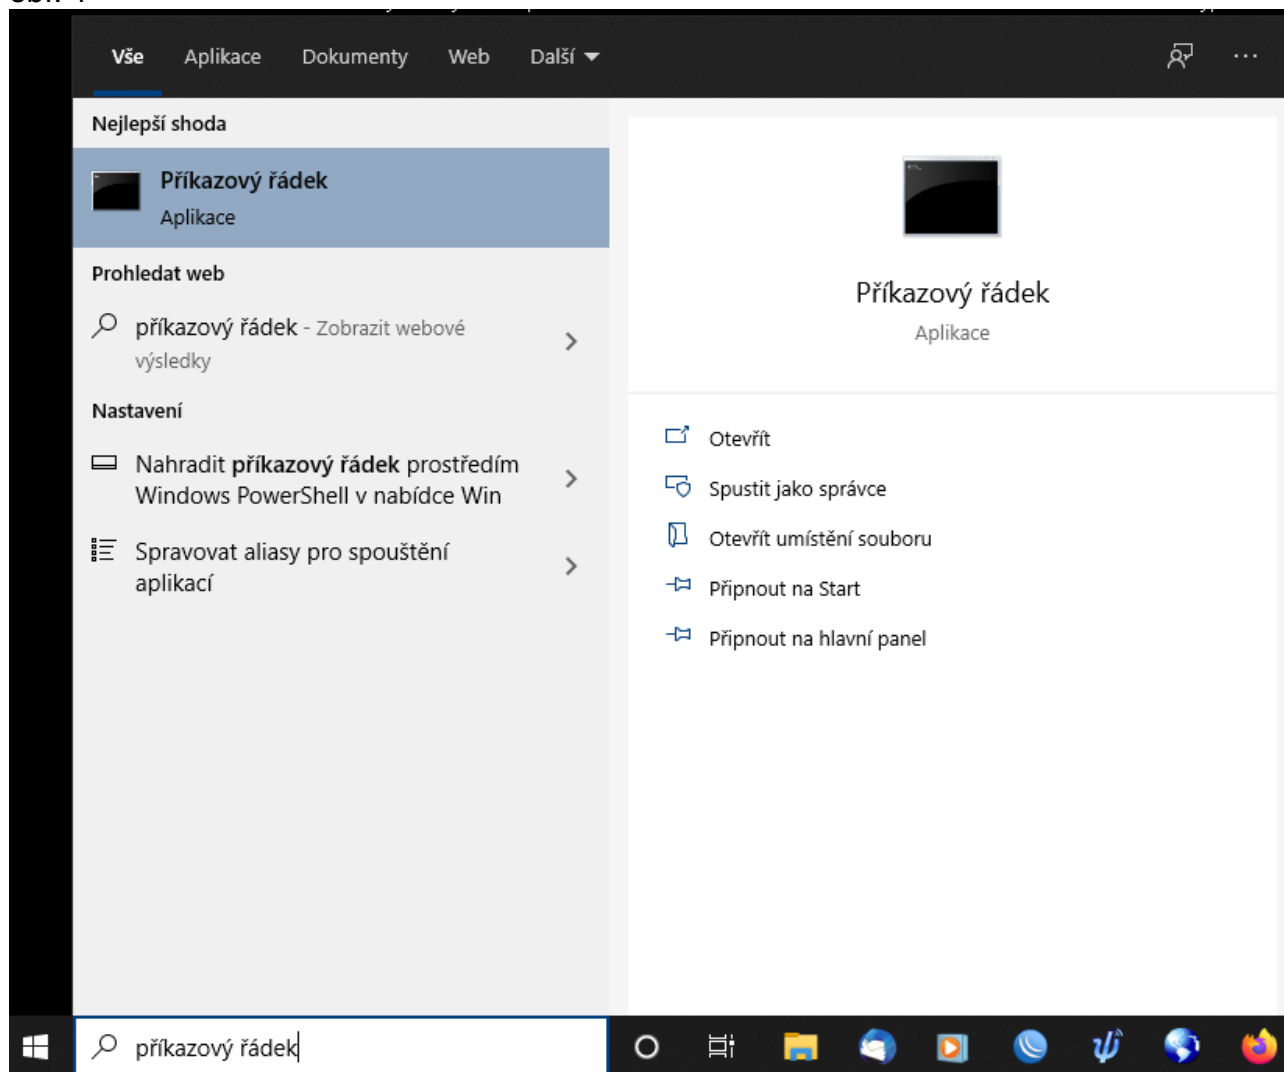 Vše Aplikace Dokumenty Web Další
Nejlepší shoda
Příkazový řádek
Aplikace
Prohledat web
příkazový řádek - Zobrazit webové
výsledky
Nastavení
Nahradit příkazový řádek prostředím
Windows PowerShell v nabídce Win
Spravovat aliasy pro spouštění
aplikací
Příkazový řádek
Aplikace
Otevřít
Spustit jako správce
Otevřít umístění souboru
Připnout na Start
Připnout na hlavní panel
příkazový řádek